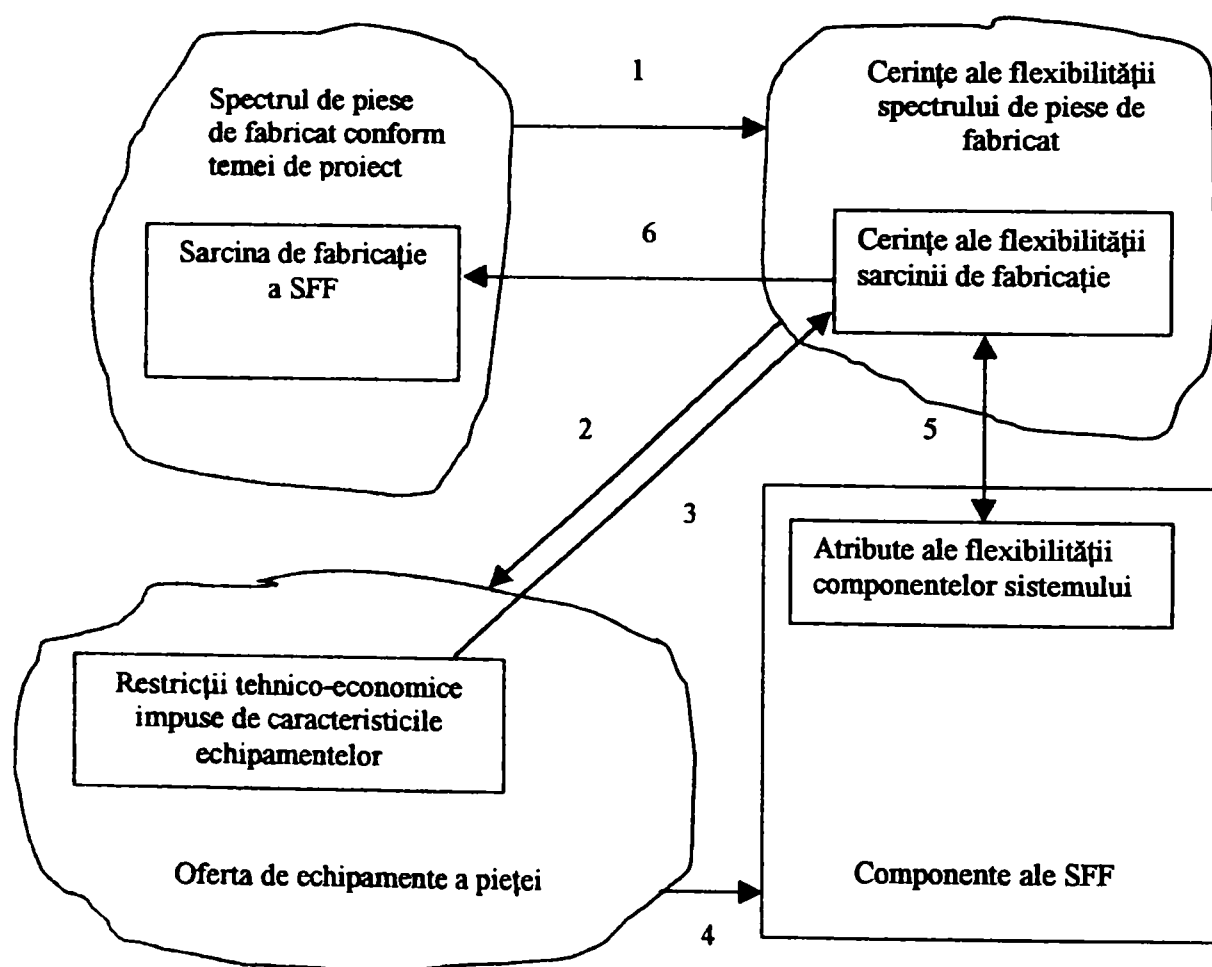 Spectrul de piese
de fabricat conform
temei de proiect
Sarcina de fabricație
a SFF
1
Cerințe ale flexibilității
spectrului de piese de
fabricat
6
Cerințe ale flexibilității
sarcinii de fabricație
2
3
5
Atribute ale flexibilității
componentelor sistemului
Restricții tehnico-economice
impuse de caracteristicile
echipamentelor
Oferta de echipamente a pieței
4
Componente ale SFF